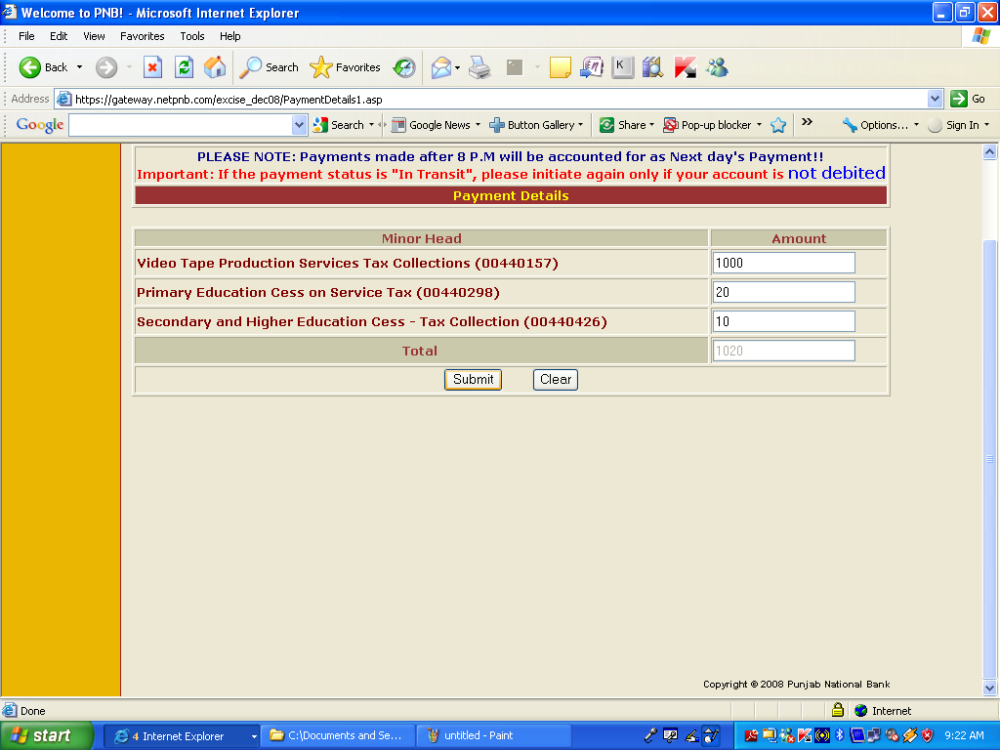 Welcome to PNB! - Microsoft Internet Explorer
File Edit View Favorites Tools Help
Back Search Favorites
Address https://gateway.netpnb.com/excise_dec08/PaymentDetails1.asp Go
Google Search Google News Button Gallery Share Pop-up blocker » Options... Sign In
PLEASE NOTE: Payments made after 8 P.M will be accounted for as Next day's Payment!!
Important: If the payment status is "In Transit", please initiate again only if your account is not debited
Payment Details
Minor Head Amount
Video Tape Production Services Tax Collections (00440157) 1000
Primary Education Cess on Service Tax (00440298) 20
Secondary and Higher Education Cess - Tax Collection (00440426) 10
Total 1020
Submit Clear
Copyright © 2008 Punjab National Bank
Done Internet
start 4 Internet Explorer C:\Documents and Se... untitled - Paint 9:22 AM